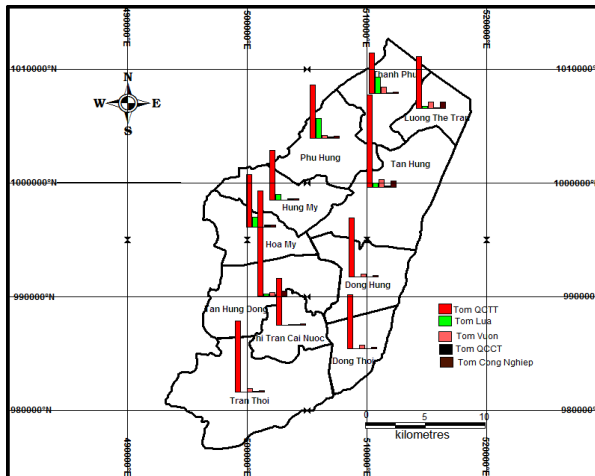 490000°E
500000°E
510000°E
520000°E
1010000°N
1010000°N
N
W
E
S
Thanh Phu
Luong The Tran
Phu Hung
Tan Hung
1000000°N
1000000°N
Hung My
Hoa My
Dong Hung
990000°N
990000°N
Tan Hung Dong
Thi Tran Cai Nuoc
Dong Thoi
Tran Thoi
Tom QCTT
Tom Lua
Tom Vuon
Tom QCCT
Tom Cong Nghiep
0
5
10
kilometres
980000°N
980000°N
490000°E
500000°E
510000°E
520000°E